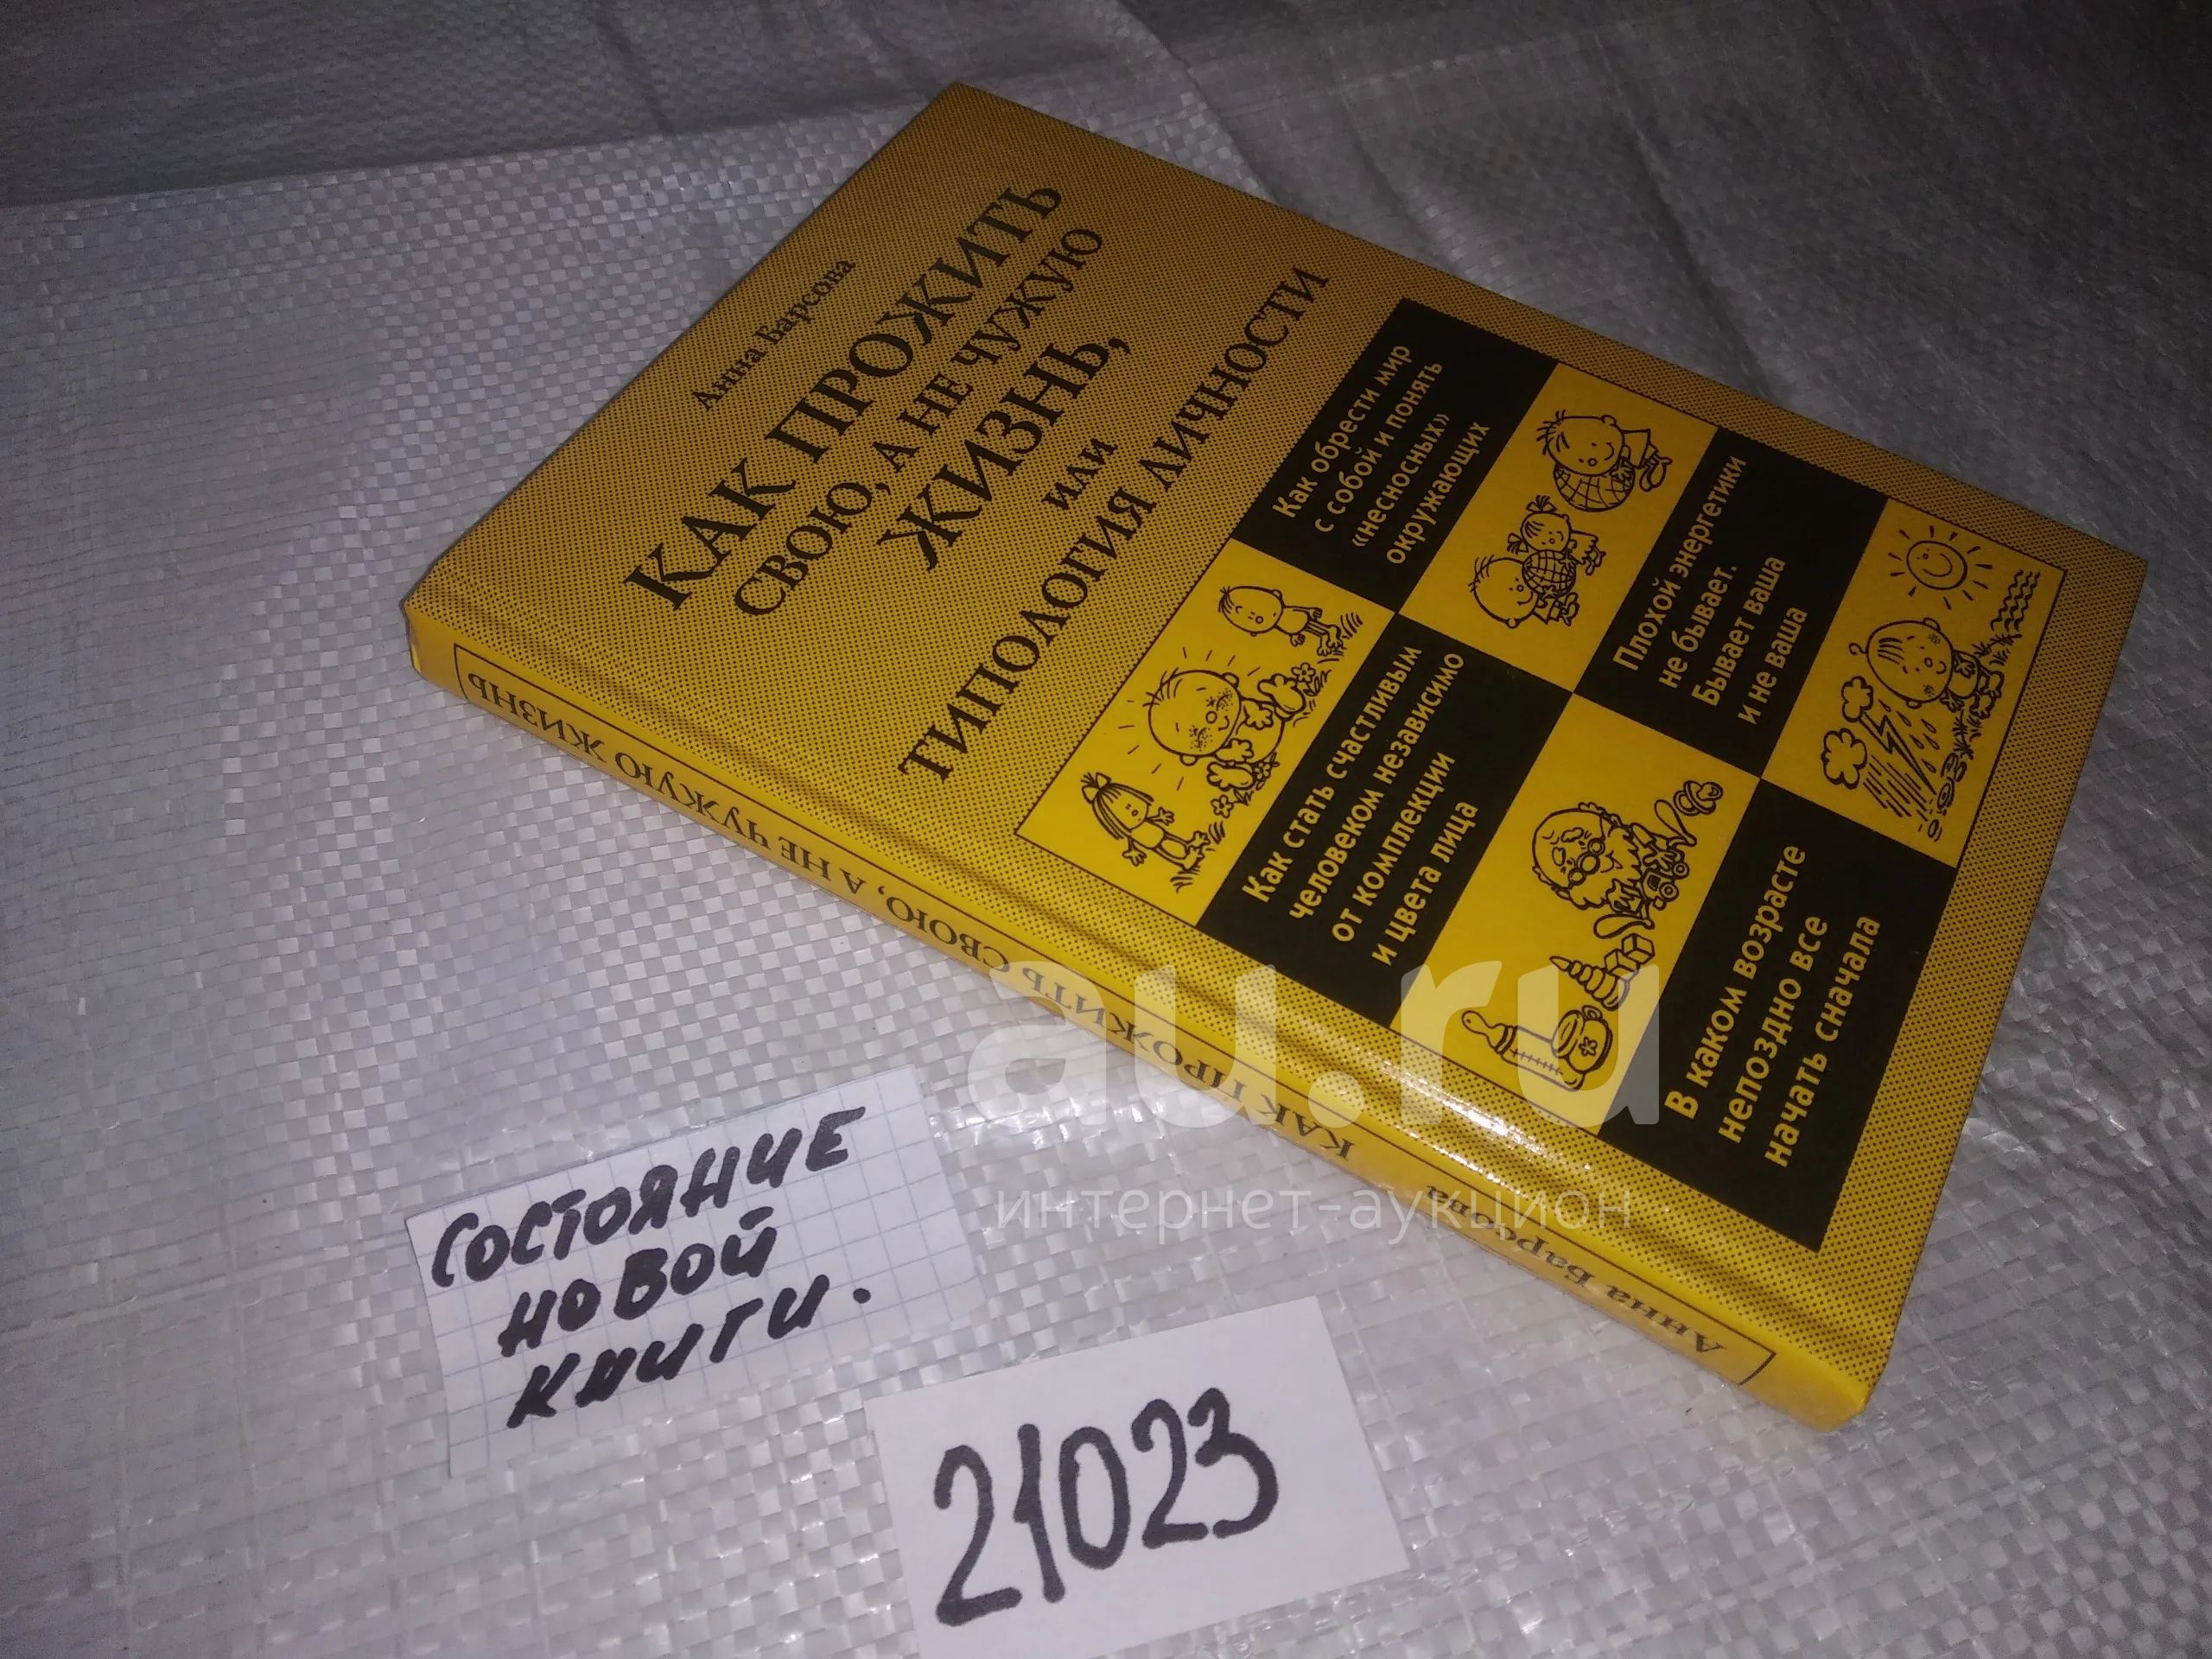 Анна Барсова
КАК ПРОЖИТЬ
СВОЮ, А НЕ ЧУЖУЮ
ЖИЗНЬ,
ИЛИ
ТИПОЛОГИЯ ЛИЧНОСТИ
Как обрести мир
с собой и понять
«несносных»
окружающих
Плохой энергетики
не бывает.
Бывает ваша
и не ваша
Как стать счастливым
человеком независимо
от комплекции
и цвета лица
В каком возрасте
непоздно все
начать сначала
Анна Барсова КАК ПРОЖИТЬ СВОЮ, А НЕ ЧУЖУЮ ЖИЗНЬ
au.ru
интернет-аукцион
СОСТОЯНИЕ
НОВОЙ
КНИГИ.
21023